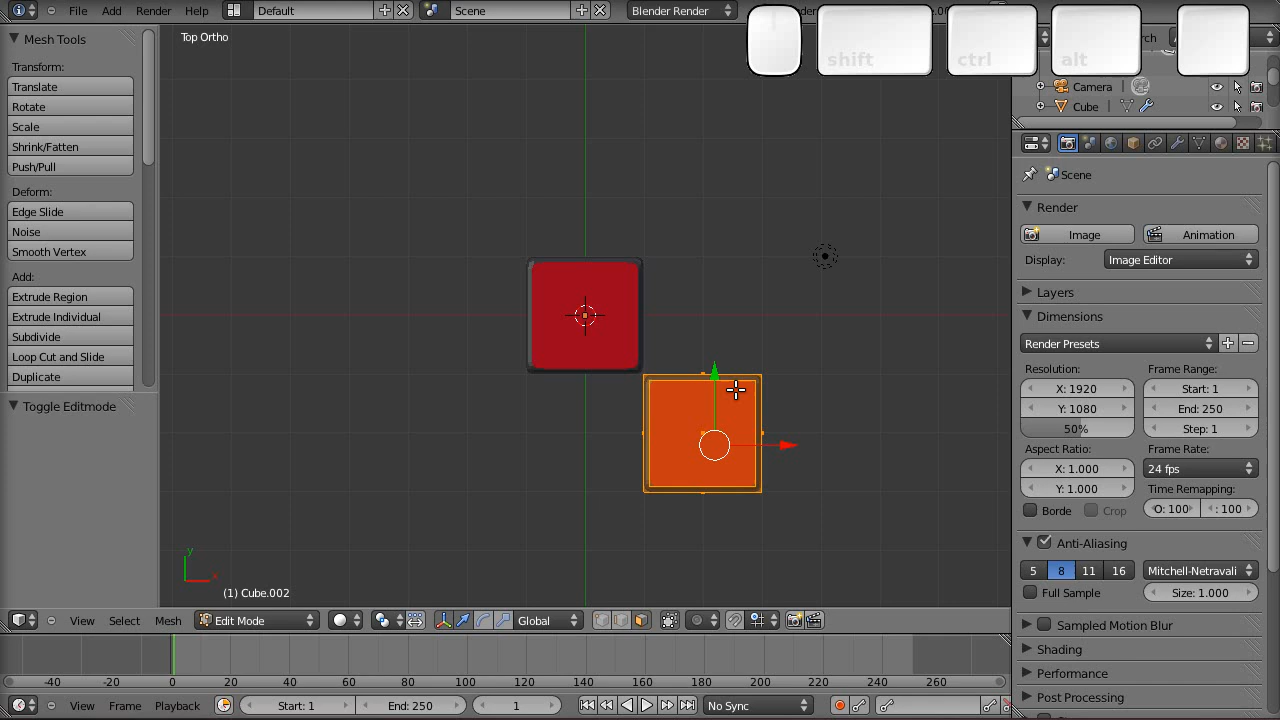 File Add Render Help Default Scene Blender Render
shift ctrl alt
Mesh Tools
Transform:
Translate
Rotate
Scale
Shrink/Fatten
Push/Pull
Deform:
Edge Slide
Noise
Smooth Vertex
Add:
Extrude Region
Extrude Individual
Subdivide
Loop Cut and Slide
Duplicate
Toggle Editmode
Top Ortho
y
x
(1) Cube.002
Camera
Cube
Scene
Render
Image Animation
Display: Image Editor
Layers
Dimensions
Render Presets
Resolution: Frame Range:
X: 1920 Start: 1
Y: 1080 End: 250
50% Step: 1
Aspect Ratio: Frame Rate:
X: 1.000 24 fps
Y: 1.000 Time Remapping:
Borde Crop O: 100 : 100
Anti-Aliasing
5 8 11 16 Mitchell-Netravali
Full Sample Size: 1.000
Sampled Motion Blur
Shading
Performance
Post Processing
View Select Mesh Edit Mode Global
-40 -20 0 20 40 60 80 100 120 140 160 180 200 220 240 260
View Frame Playback Start: 1 End: 250 1 No Sync